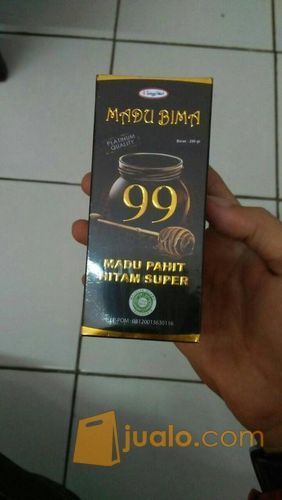 MADU BIMA
PLATINUM
QUALITY
99
MADU PAHIT
HITAM SUPER
jualo.com